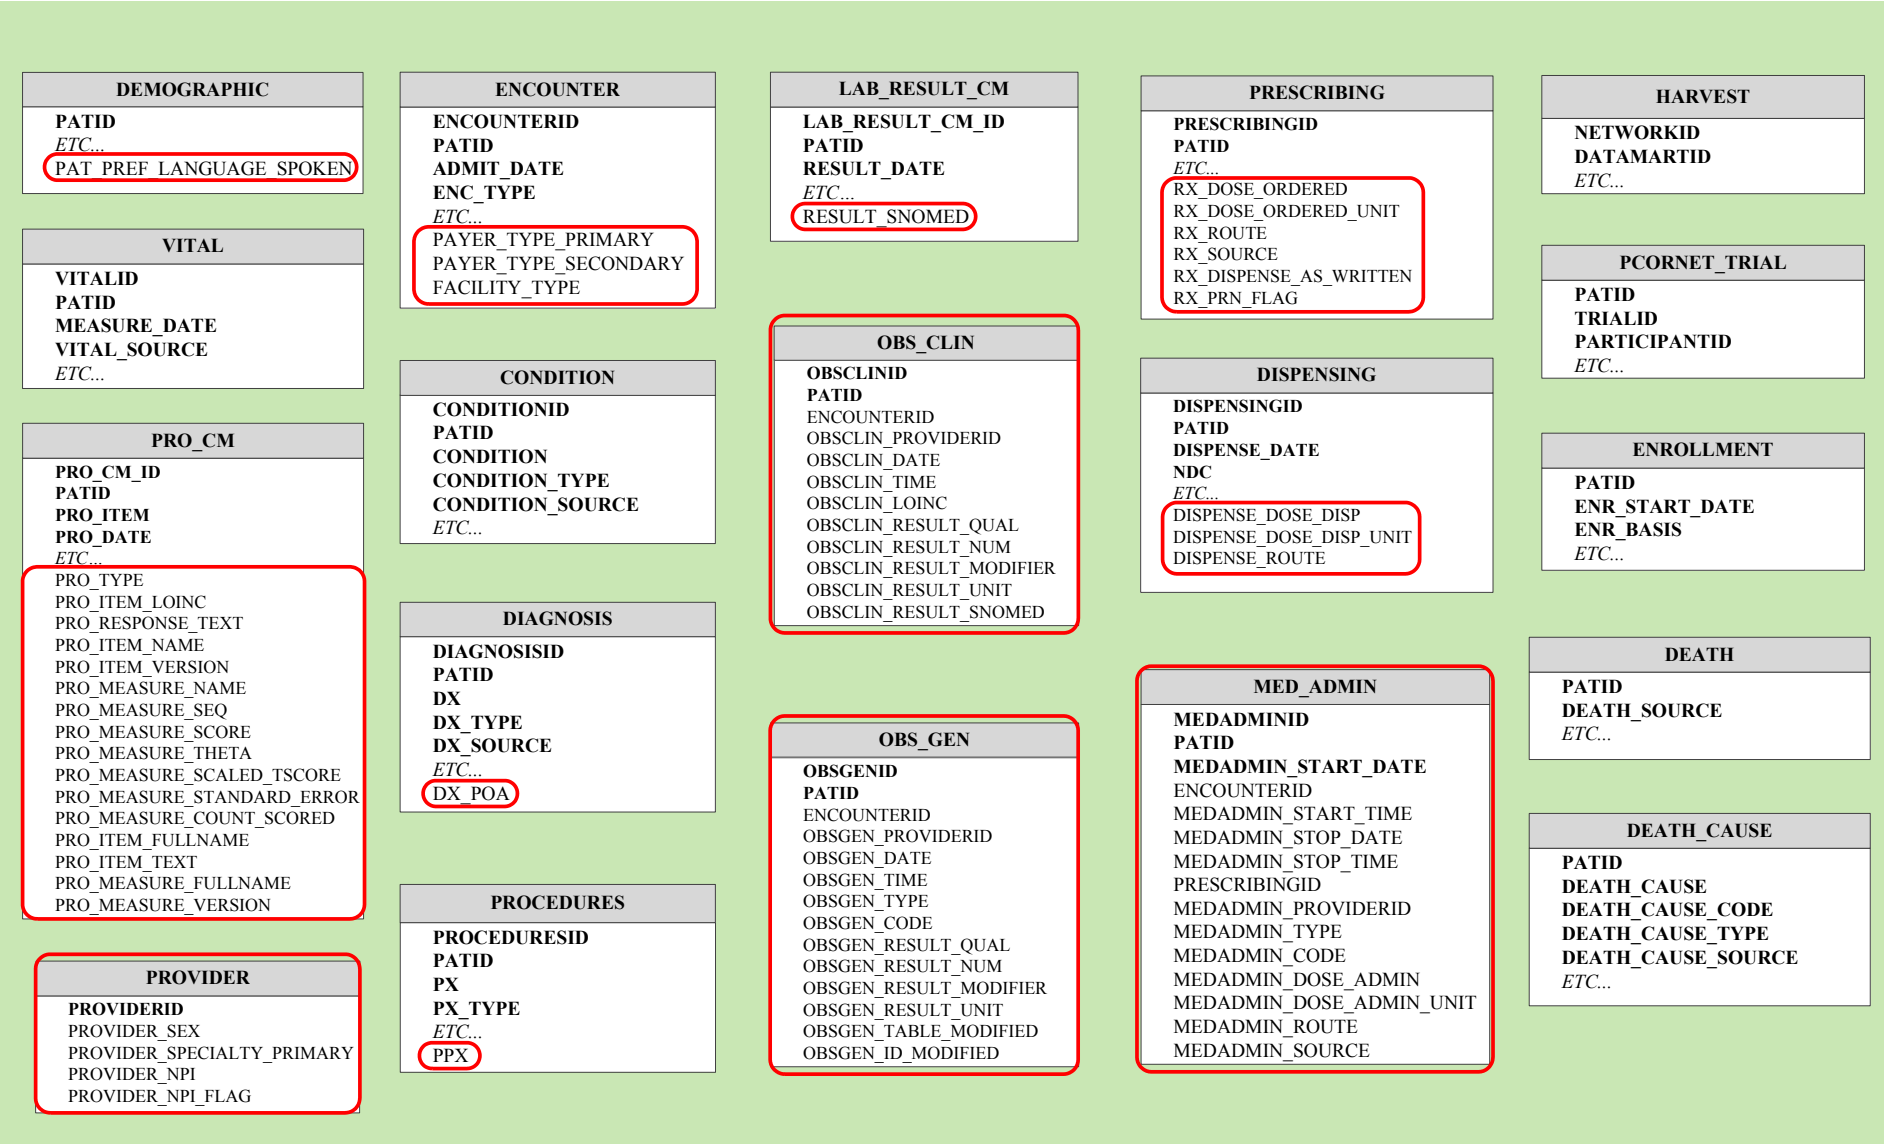 DEMOGRAPHIC
PATID
ETC...
PAT_PREF_LANGUAGE_SPOKEN
VITAL
VITALID
PATID
MEASURE_DATE
VITAL_SOURCE
ETC...
PRO_CM
PRO_CM_ID
PATID
PRO_ITEM
PRO_DATE
ETC...
PRO_TYPE
PRO_ITEM_LOINC
PRO_RESPONSE_TEXT
PRO_ITEM_NAME
PRO_ITEM_VERSION
PRO_MEASURE_NAME
PRO_MEASURE_SEQ
PRO_MEASURE_SCORE
PRO_MEASURE_THETA
PRO_MEASURE_SCALED_TSCORE
PRO_MEASURE_STANDARD_ERROR
PRO_MEASURE_COUNT_SCORED
PRO_ITEM_FULLNAME
PRO_ITEM_TEXT
PRO_MEASURE_FULLNAME
PRO_MEASURE_VERSION
PROVIDER
PROVIDERID
PROVIDER_SEX
PROVIDER_SPECIALTY_PRIMARY
PROVIDER_NPI
PROVIDER_NPI_FLAG
ENCOUNTER
ENCOUNTERID
PATID
ADMIT_DATE
ENC_TYPE
ETC...
PAYER_TYPE_PRIMARY
PAYER_TYPE_SECONDARY
FACILITY_TYPE
CONDITION
CONDITIONID
PATID
CONDITION
CONDITION_TYPE
CONDITION_SOURCE
ETC...
DIAGNOSIS
DIAGNOSISID
PATID
DX
DX_TYPE
DX_SOURCE
ETC...
DX_POA
PROCEDURES
PROCEDURESID
PATID
PX
PX_TYPE
ETC...
PPX
LAB_RESULT_CM
LAB_RESULT_CM_ID
PATID
RESULT_DATE
ETC...
RESULT_SNOMED
OBS_CLIN
OBSCLINID
PATID
ENCOUNTERID
OBSCLIN_PROVIDERID
OBSCLIN_DATE
OBSCLIN_TIME
OBSCLIN_LOINC
OBSCLIN_RESULT_QUAL
OBSCLIN_RESULT_NUM
OBSCLIN_RESULT_MODIFIER
OBSCLIN_RESULT_UNIT
OBSCLIN_RESULT_SNOMED
OBS_GEN
OBSGENID
PATID
ENCOUNTERID
OBSGEN_PROVIDERID
OBSGEN_DATE
OBSGEN_TIME
OBSGEN_TYPE
OBSGEN_CODE
OBSGEN_RESULT_QUAL
OBSGEN_RESULT_NUM
OBSGEN_RESULT_MODIFIER
OBSGEN_RESULT_UNIT
OBSGEN_TABLE_MODIFIED
OBSGEN_ID_MODIFIED
PRESCRIBING
PRESCRIBINGID
PATID
ETC...
RX_DOSE_ORDERED
RX_DOSE_ORDERED_UNIT
RX_ROUTE
RX_SOURCE
RX_DISPENSE_AS_WRITTEN
RX_PRN_FLAG
DISPENSING
DISPENSINGID
PATID
DISPENSE_DATE
NDC
ETC...
DISPENSE_DOSE_DISP
DISPENSE_DOSE_DISP_UNIT
DISPENSE_ROUTE
MED_ADMIN
MEDADMINID
PATID
MEDADMIN_START_DATE
ENCOUNTERID
MEDADMIN_START_TIME
MEDADMIN_STOP_DATE
MEDADMIN_STOP_TIME
PRESCRIBINGID
MEDADMIN_PROVIDERID
MEDADMIN_TYPE
MEDADMIN_CODE
MEDADMIN_DOSE_ADMIN
MEDADMIN_DOSE_ADMIN_UNIT
MEDADMIN_ROUTE
MEDADMIN_SOURCE
HARVEST
NETWORKID
DATAMARTID
ETC...
PCORNET_TRIAL
PATID
TRIALID
PARTICIPANTID
ETC...
ENROLLMENT
PATID
ENR_START_DATE
ENR_BASIS
ETC...
DEATH
PATID
DEATH_SOURCE
ETC...
DEATH_CAUSE
PATID
DEATH_CAUSE
DEATH_CAUSE_CODE
DEATH_CAUSE_TYPE
DEATH_CAUSE_SOURCE
ETC...